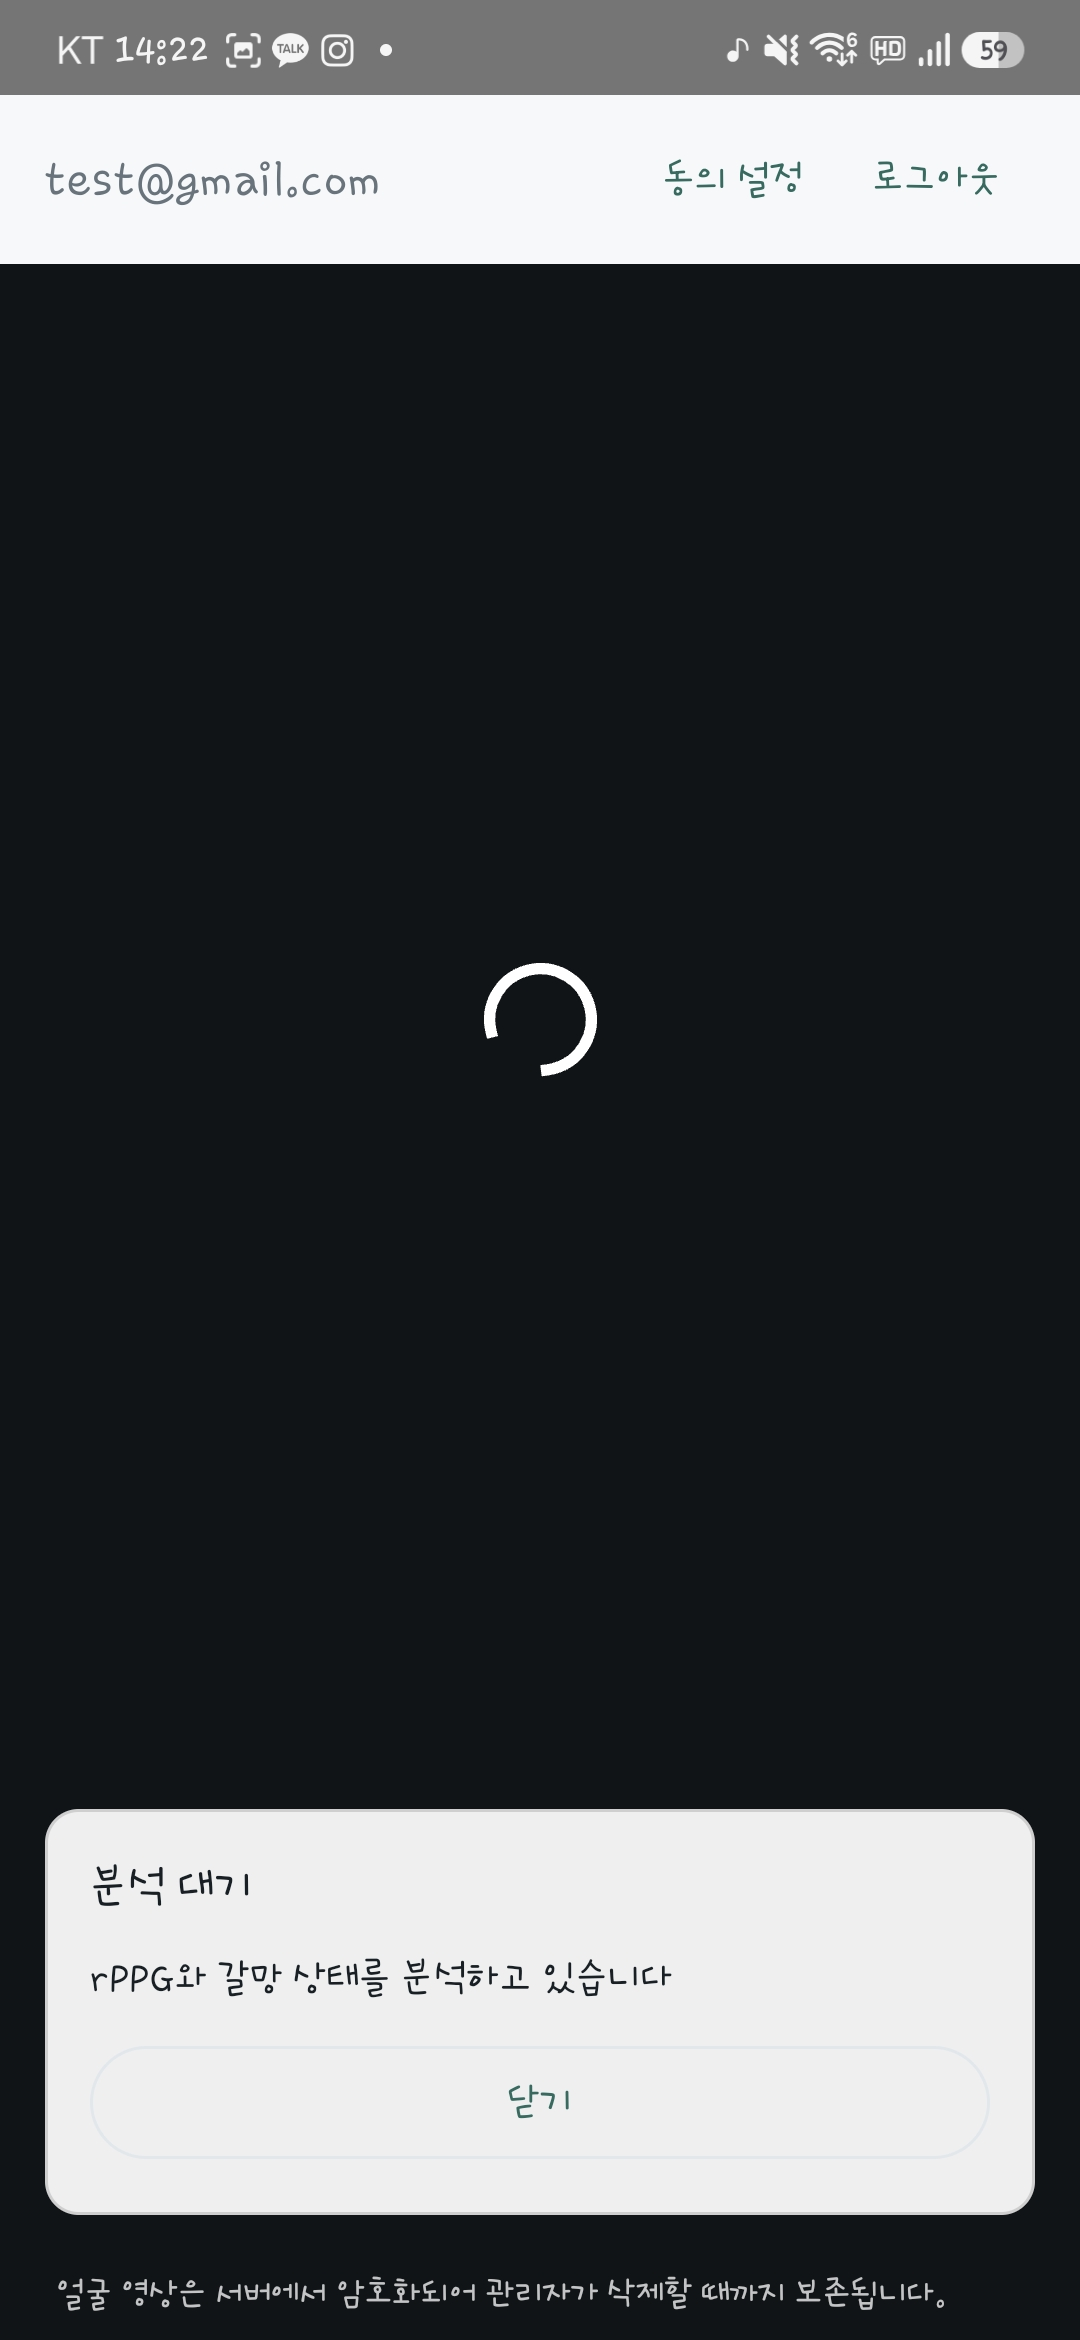 KT 14:22 TALK 6 HD 59
test@gmail.com 동의 설정 로그아웃
분석 대기
rPPG와 갈망 상태를 분석하고 있습니다
닫기
얼굴 영상은 서버에서 암호화되어 관리자가 삭제할 때까지 보존됩니다.